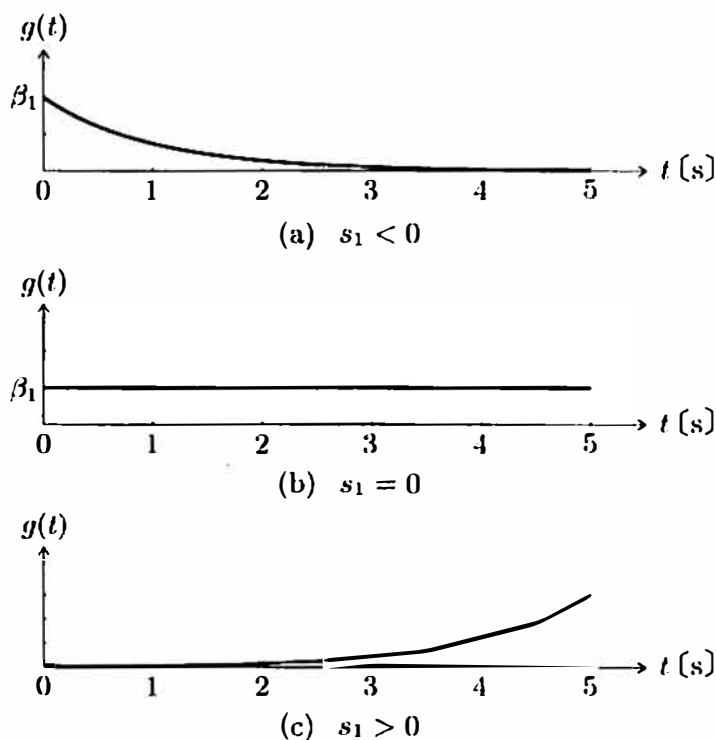 g(t)
β₁
0 1 2 3 4 5 t [s]
(a) s₁ < 0
g(t)
β₁
0 1 2 3 4 5 t [s]
(b) s₁ = 0
g(t)
0 1 2 3 4 5 t [s]
(c) s₁ > 0